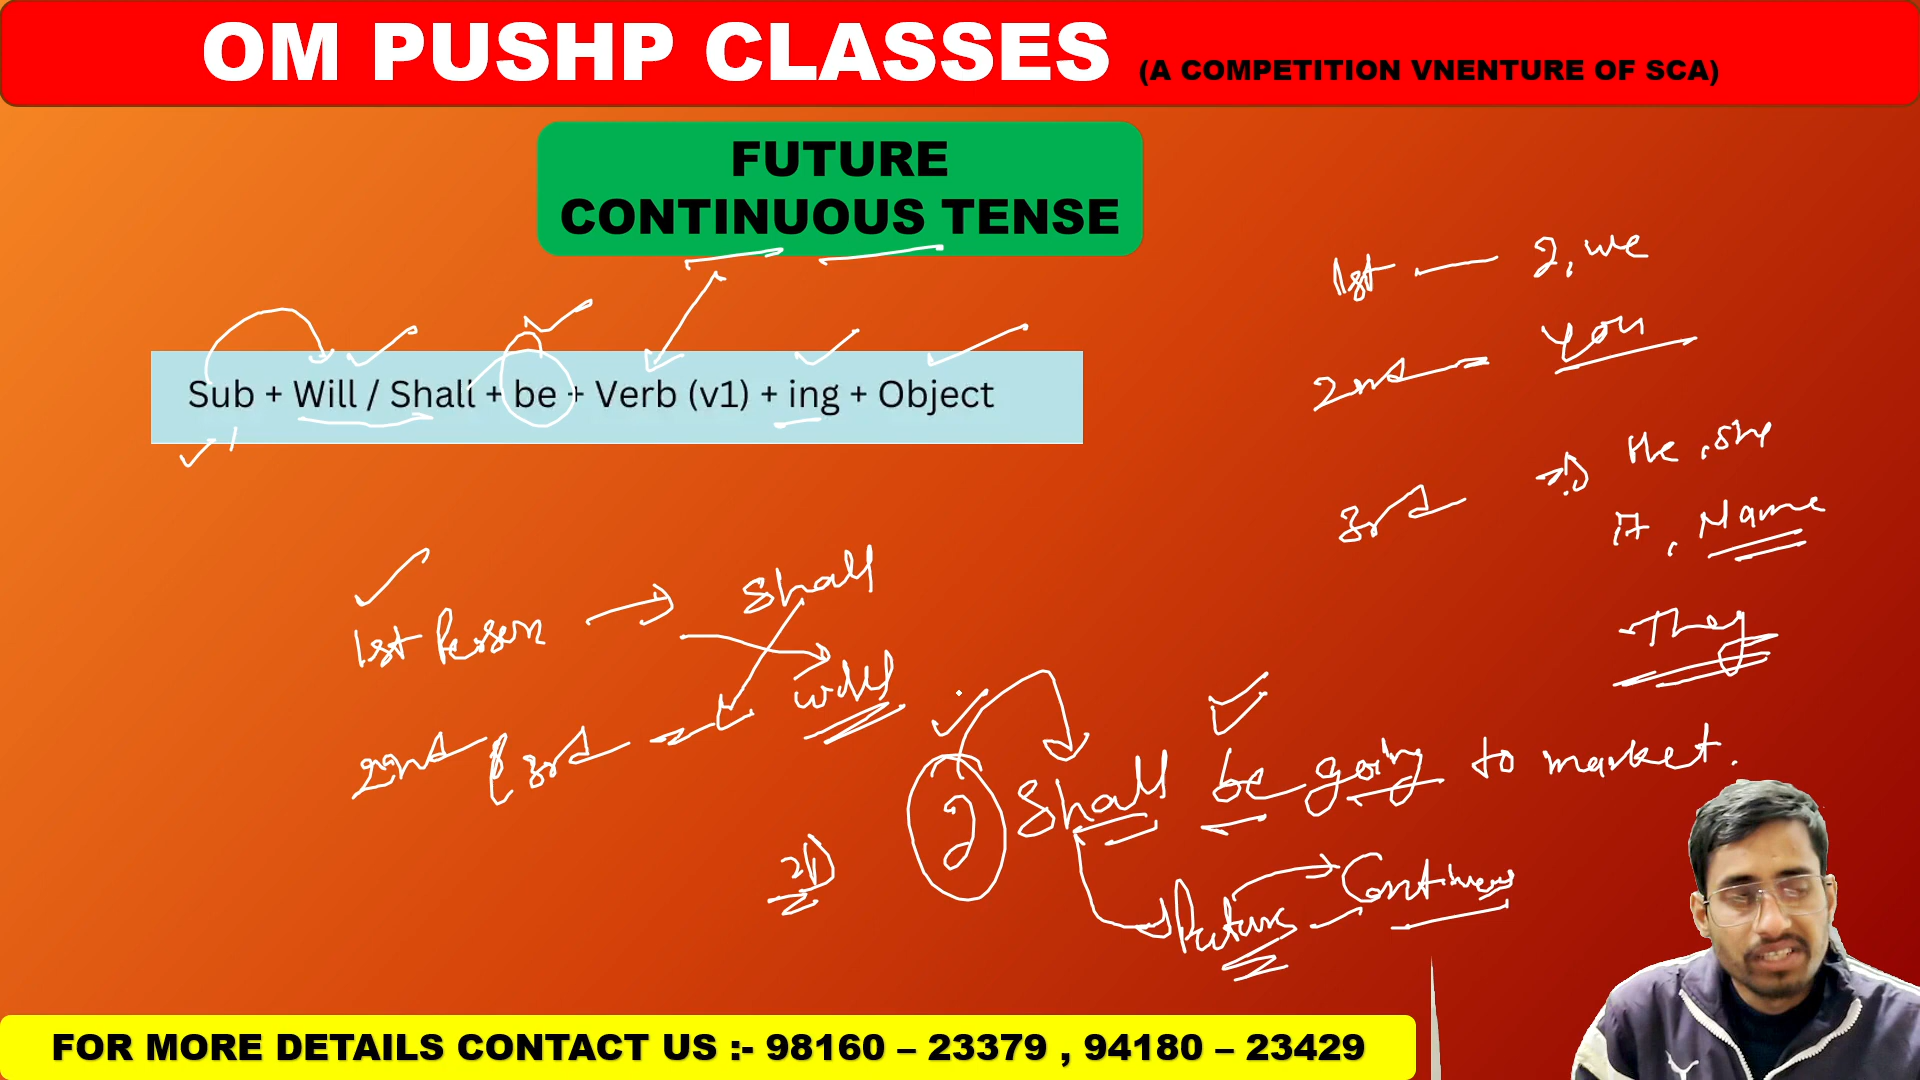 OM PUSHP CLASSES (A COMPETITION VNENTURE OF SCA)
FUTURE
CONTINUOUS TENSE
Sub + Will / Shall + be + Verb (v1) + ing + Object
1st — I, we
2nd = You
3rd => He, She
it, Name
They
1st Person → Shall
will
2nd & 3rd
I Shall be going to market.
Future Continuous
FOR MORE DETAILS CONTACT US :- 98160 – 23379 , 94180 – 23429